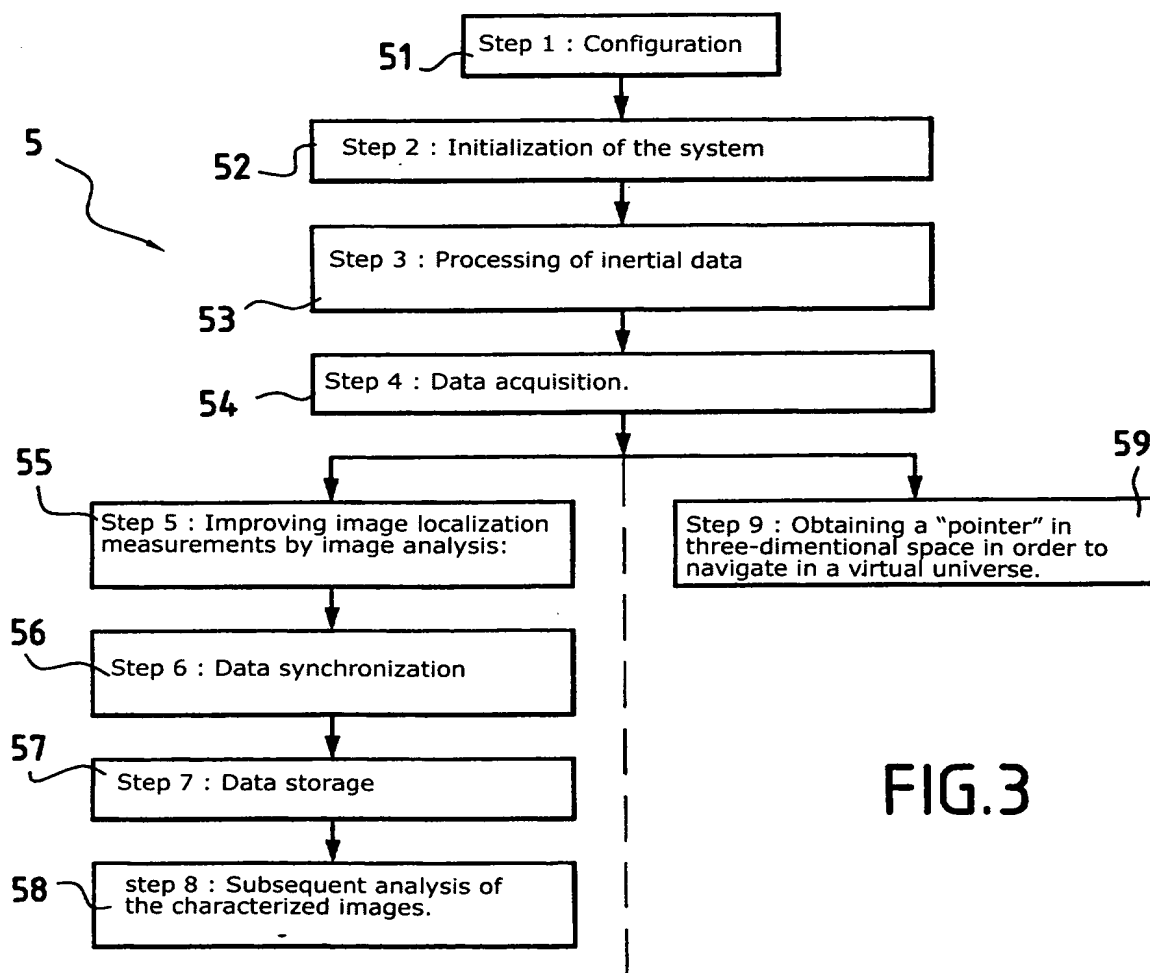 51
Step 1 : Configuration
5
52
Step 2 : Initialization of the system
Step 3 : Processing of inertial data
53
Step 4 : Data acquisition.
54
55
Step 5 : Improving image localization
measurements by image analysis:
59
Step 9 : Obtaining a “pointer” in
three-dimentional space in order to
navigate in a virtual universe.
56
Step 6 : Data synchronization
57
Step 7 : Data storage
58
step 8 : Subsequent analysis of
the characterized images.
FIG.3